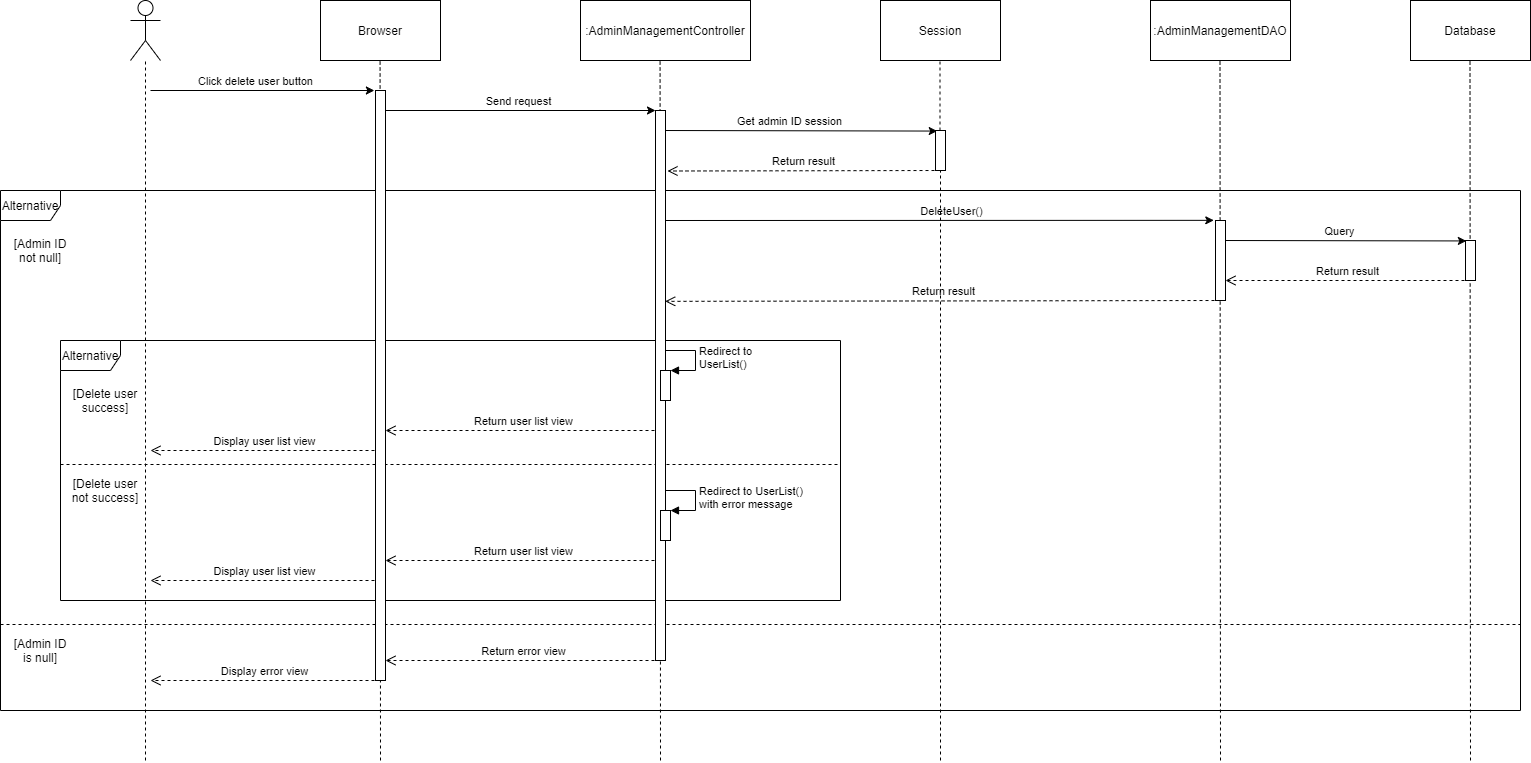 Browser
:AdminManagementController
Session
:AdminManagementDAO
Database
Click delete user button
Send request
Get admin ID session
Return result
Alternative
[Admin ID
not null]
DeleteUser()
Query
Return result
Return result
Alternative
[Delete user
success]
Redirect to
UserList()
Return user list view
Display user list view
[Delete user
not success]
Redirect to UserList()
with error message
Return user list view
Display user list view
[Admin ID
is null]
Return error view
Display error view